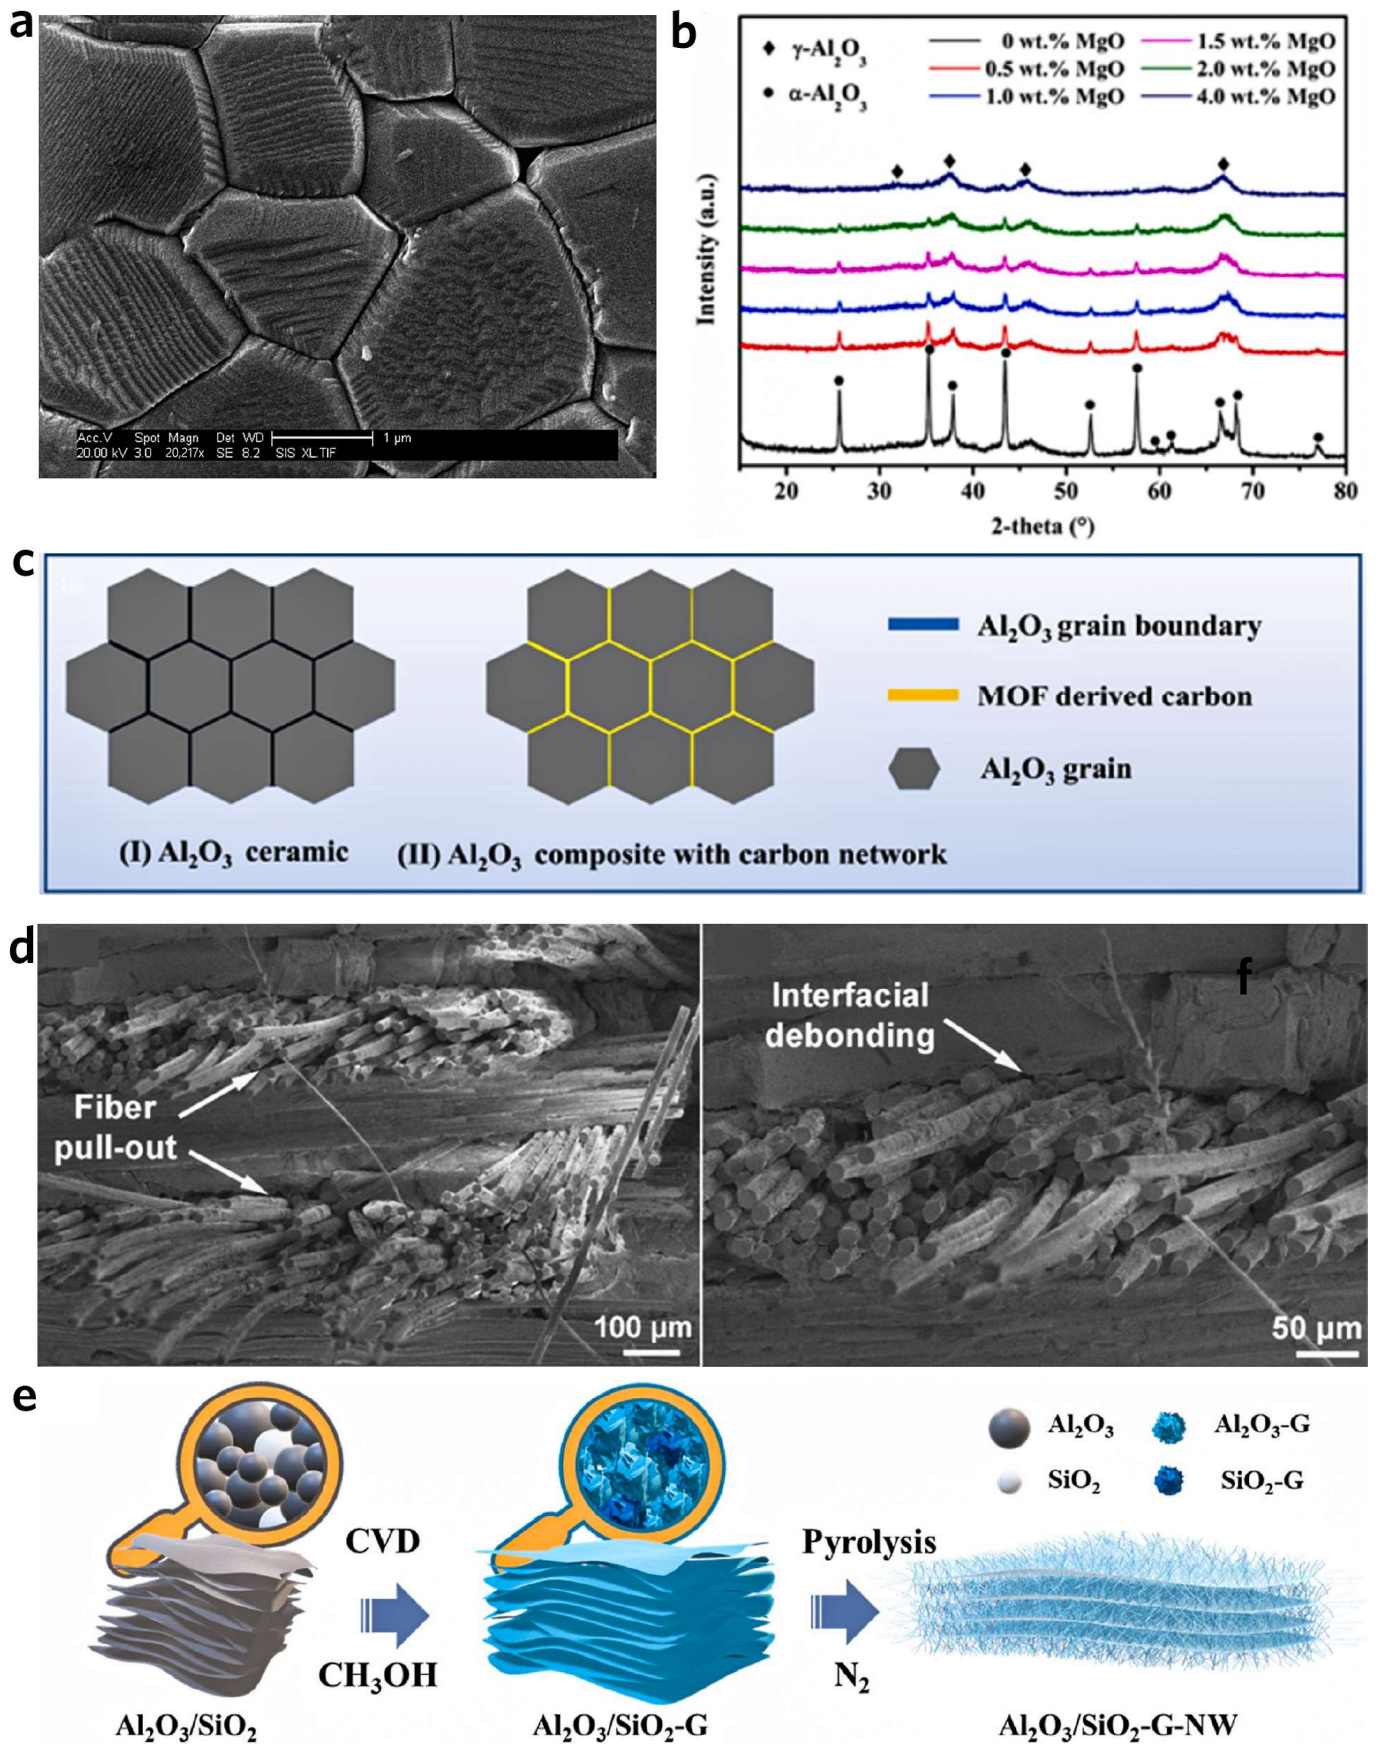 a
Acc.V Spot Magn Det WD 1 μm
20.00 kV 3.0 20,217x SE 8.2 SIS XL.TIF
b
♦ γ-Al₂O₃
● α-Al₂O₃
0 wt.% MgO
0.5 wt.% MgO
1.0 wt.% MgO
1.5 wt.% MgO
2.0 wt.% MgO
4.0 wt.% MgO
Intensity (a.u.)
20 30 40 50 60 70 80
2-theta (°)
c
Al₂O₃ grain boundary
MOF derived carbon
Al₂O₃ grain
(I) Al₂O₃ ceramic
(II) Al₂O₃ composite with carbon network
d
Fiber
pull-out
100 μm
f
Interfacial
debonding
50 μm
e
Al₂O₃
SiO₂
Al₂O₃-G
SiO₂-G
CVD
CH₃OH
Pyrolysis
N₂
Al₂O₃/SiO₂
Al₂O₃/SiO₂-G
Al₂O₃/SiO₂-G-NW